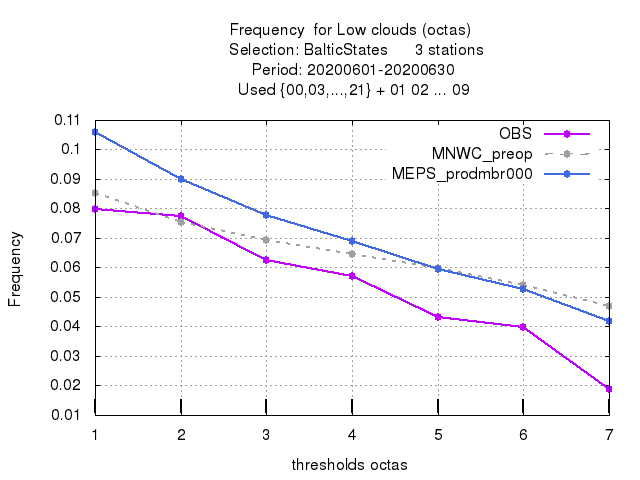 Frequency  for Low clouds (octas)
Selection: BalticStates      3 stations
Period: 20200601-20200630
Used {00,03,...,21} + 01 02 ... 09
OBS
MNWC_preop
MEPS_prodmbr000
0.11
0.1
0.09
0.08
0.07
0.06
0.05
0.04
0.03
0.02
0.01
Frequency
1 2 3 4 5 6 7
thresholds octas